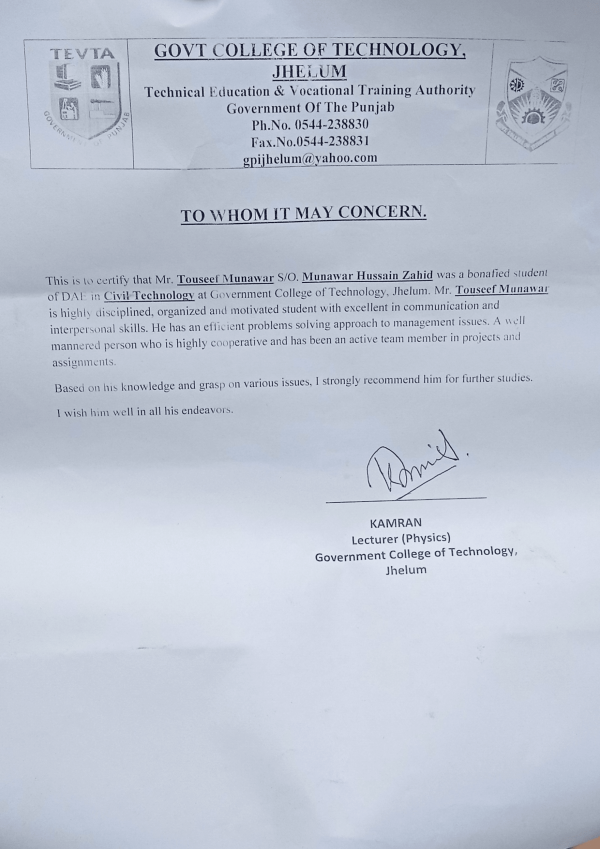 TEVTA
GOVERNMENT OF PUNJAB
GOVT COLLEGE OF TECHNOLOGY,
JHELUM
Technical Education & Vocational Training Authority
Government Of The Punjab
Ph.No. 0544-238830
Fax.No.0544-238831
gpijhelum@yahoo.com
TO WHOM IT MAY CONCERN.
This is to certify that Mr. Touseef Munawar S/O. Munawar Hussain Zahid was a bonafied student
of DAE in Civil Technology at Government College of Technology, Jhelum. Mr. Touseef Munawar
is highly disciplined, organized and motivated student with excellent in communication and
interpersonal skills. He has an efficient problems solving approach to management issues. A well
mannered person who is highly cooperative and has been an active team member in projects and
assignments.
Based on his knowledge and grasp on various issues, I strongly recommend him for further studies.
I wish him well in all his endeavors.
KAMRAN
Lecturer (Physics)
Government College of Technology,
Jhelum